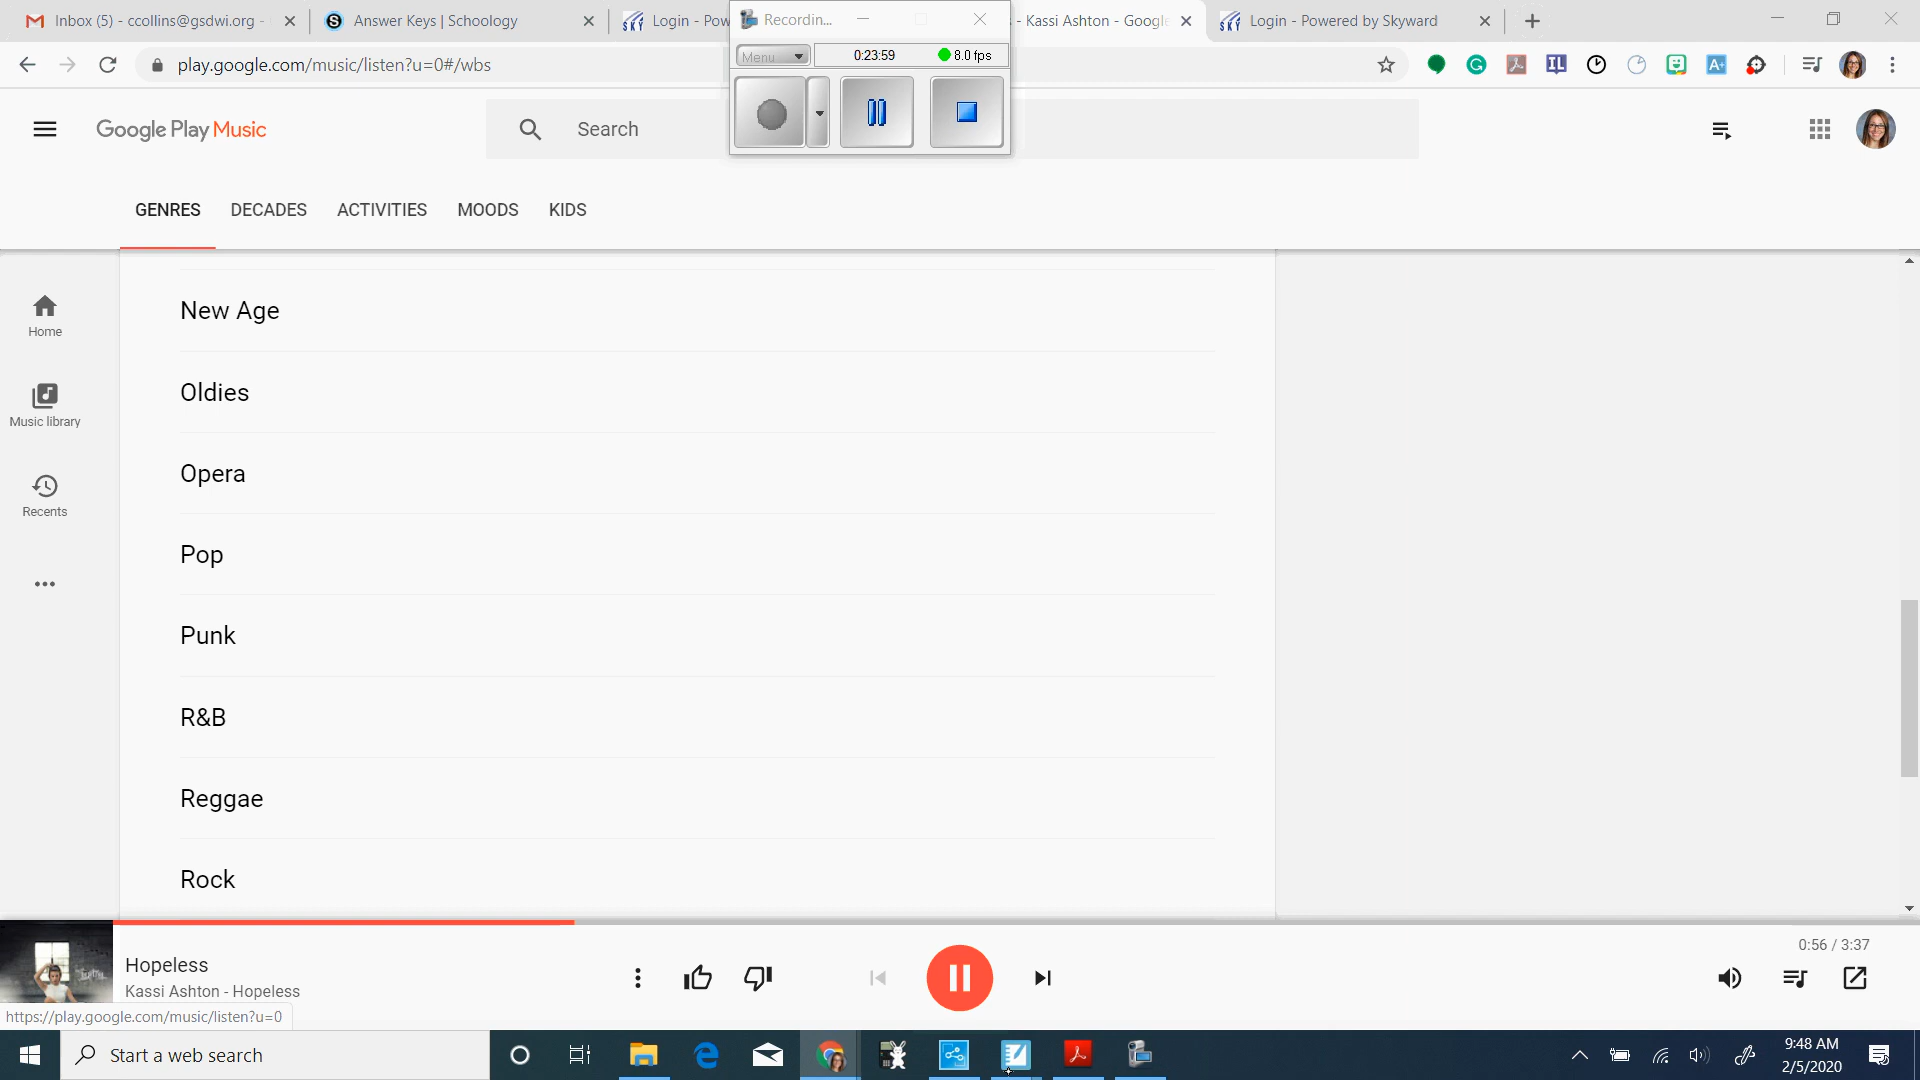 Inbox (5) - ccollins@gsdwi.org -
Answer Keys | Schoology
Login - Pow
Recordin...
- Kassi Ashton - Google
Login - Powered by Skyward
play.google.com/music/listen?u=0#/wbs
Menu
0:23:59
8.0 fps
Google Play Music
Search
GENRES
DECADES
ACTIVITIES
MOODS
KIDS
Home
Music library
Recents
New Age
Oldies
Opera
Pop
Punk
R&B
Reggae
Rock
Hopeless
Kassi Ashton - Hopeless
0:56 / 3:37
https://play.google.com/music/listen?u=0
Start a web search
9:48 AM
2/5/2020